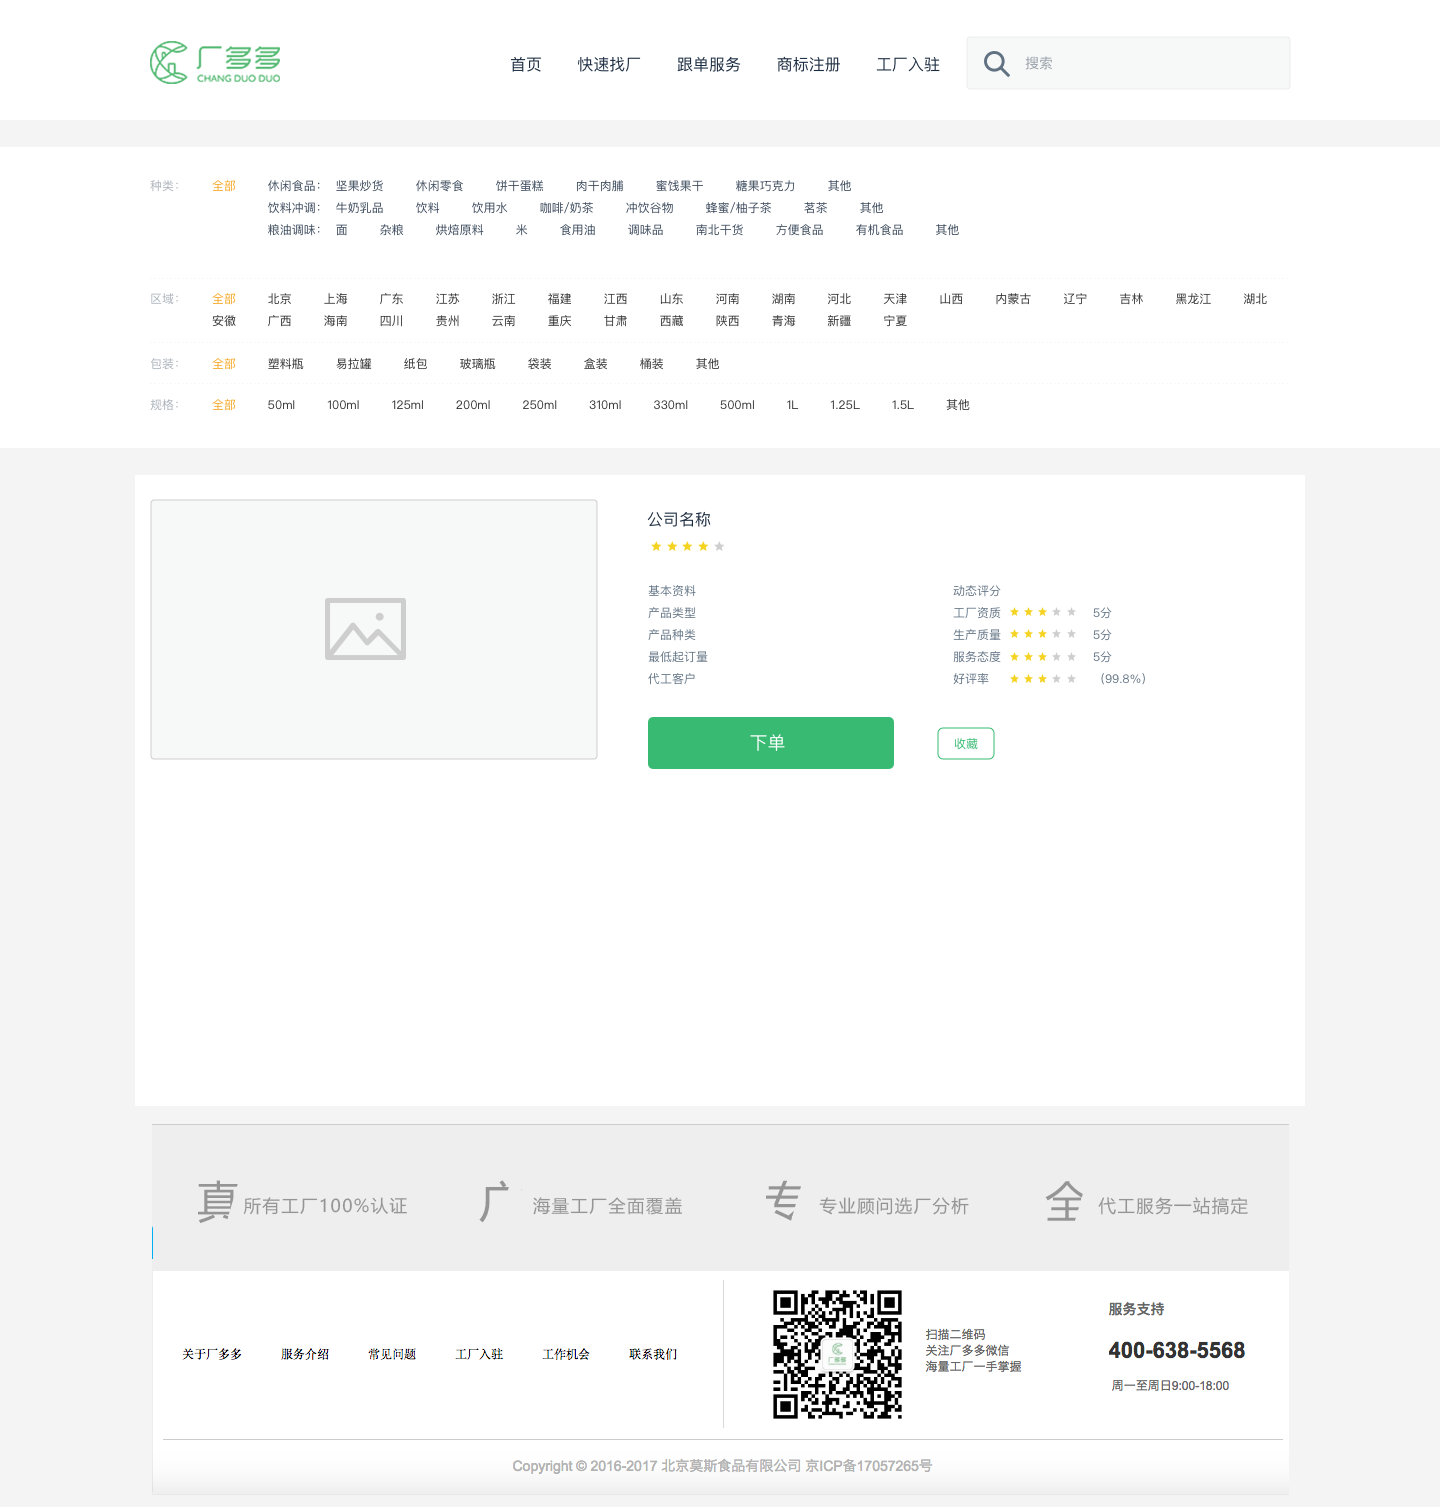 厂多多
CHANG DUO DUO
首页 快速找厂 跟单服务 商标注册 工厂入驻 搜索
种类： 全部 休闲食品： 坚果炒货 休闲零食 饼干蛋糕 肉干肉脯 蜜饯果干 糖果巧克力 其他
饮料冲调： 牛奶乳品 饮料 饮用水 咖啡/奶茶 冲饮谷物 蜂蜜/柚子茶 茗茶 其他
粮油调味： 面 杂粮 烘焙原料 米 食用油 调味品 南北干货 方便食品 有机食品 其他
区域： 全部 北京 上海 广东 江苏 浙江 福建 江西 山东 河南 湖南 河北 天津 山西 内蒙古 辽宁 吉林 黑龙江 湖北
安徽 广西 海南 四川 贵州 云南 重庆 甘肃 西藏 陕西 青海 新疆 宁夏
包装： 全部 塑料瓶 易拉罐 纸包 玻璃瓶 袋装 盒装 桶装 其他
规格： 全部 50ml 100ml 125ml 200ml 250ml 310ml 330ml 500ml 1L 1.25L 1.5L 其他
公司名称
基本资料
产品类型
产品种类
最低起订量
代工客户
动态评分
工厂资质 5分
生产质量 5分
服务态度 5分
好评率 （99.8%）
下单 收藏
真 所有工厂100%认证 广 海量工厂全面覆盖 专 专业顾问选厂分析 全 代工服务一站搞定
关于厂多多 服务介绍 常见问题 工厂入驻 工作机会 联系我们
厂多多
扫描二维码
关注厂多多微信
海量工厂一手掌握
服务支持
400-638-5568
周一至周日9:00-18:00
Copyright © 2016-2017 北京莫斯食品有限公司 京ICP备17057265号